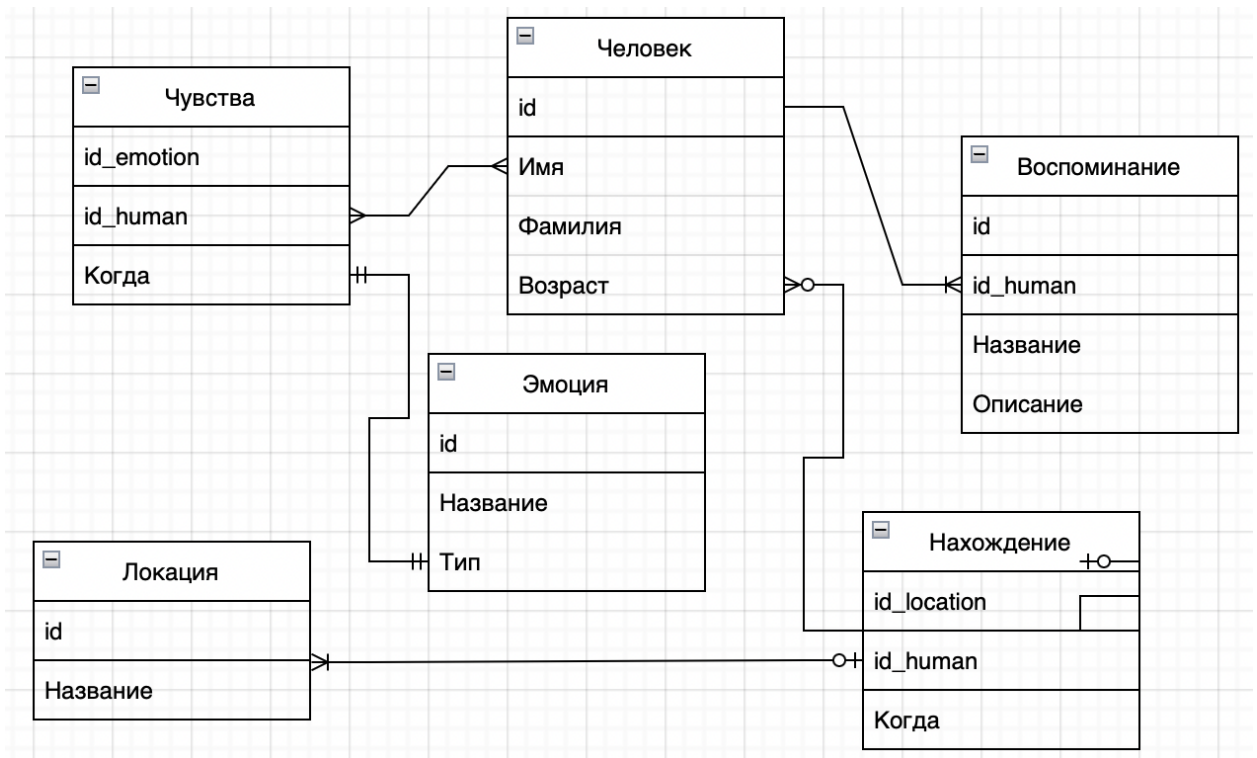 Человек
id
Имя
Фамилия
Возраст
Чувства
id_emotion
id_human
Когда
Воспоминание
id
id_human
Название
Описание
Эмоция
id
Название
Тип
Локация
id
Название
Нахождение
id_location
id_human
Когда